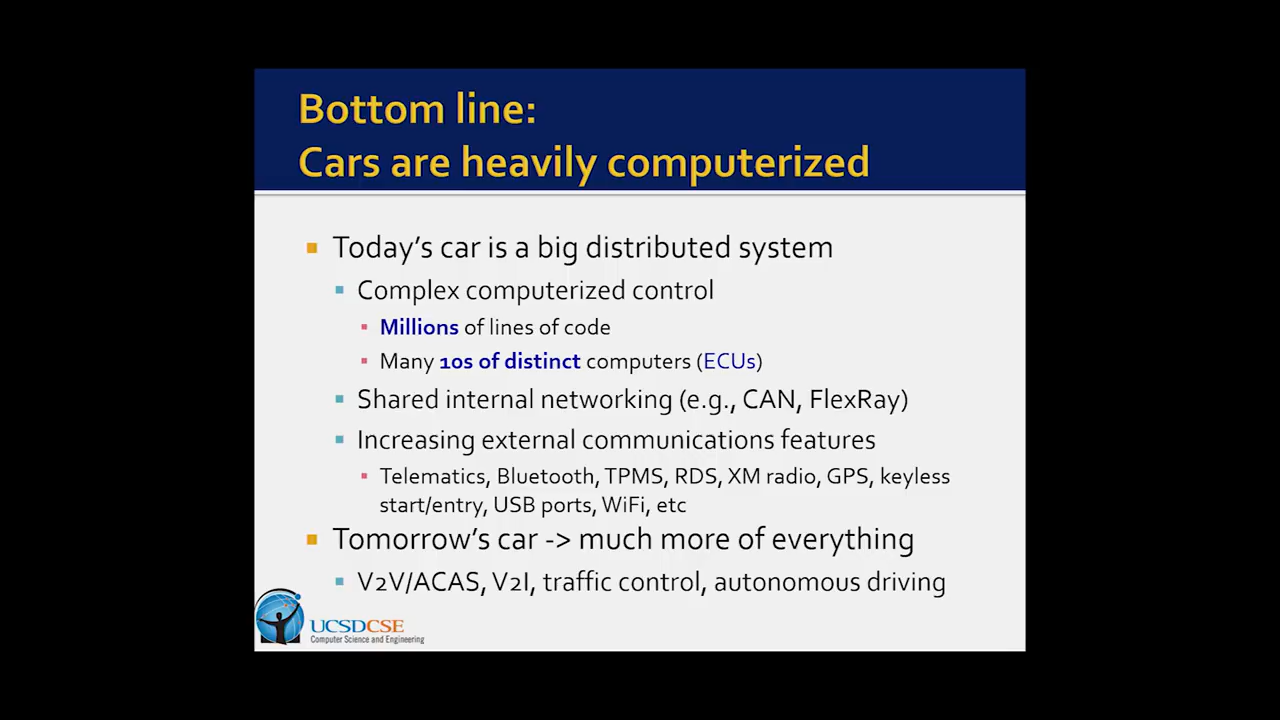 Bottom line:
Cars are heavily computerized
Today's car is a big distributed system
Complex computerized control
Millions of lines of code
Many 10s of distinct computers (ECUs)
Shared internal networking (e.g., CAN, FlexRay)
Increasing external communications features
Telematics, Bluetooth, TPMS, RDS, XM radio, GPS, keyless
start/entry, USB ports, WiFi, etc
Tomorrow's car -> much more of everything
V2V/ACAS, V2I, traffic control, autonomous driving
UCSDCSE
Computer Science and Engineering